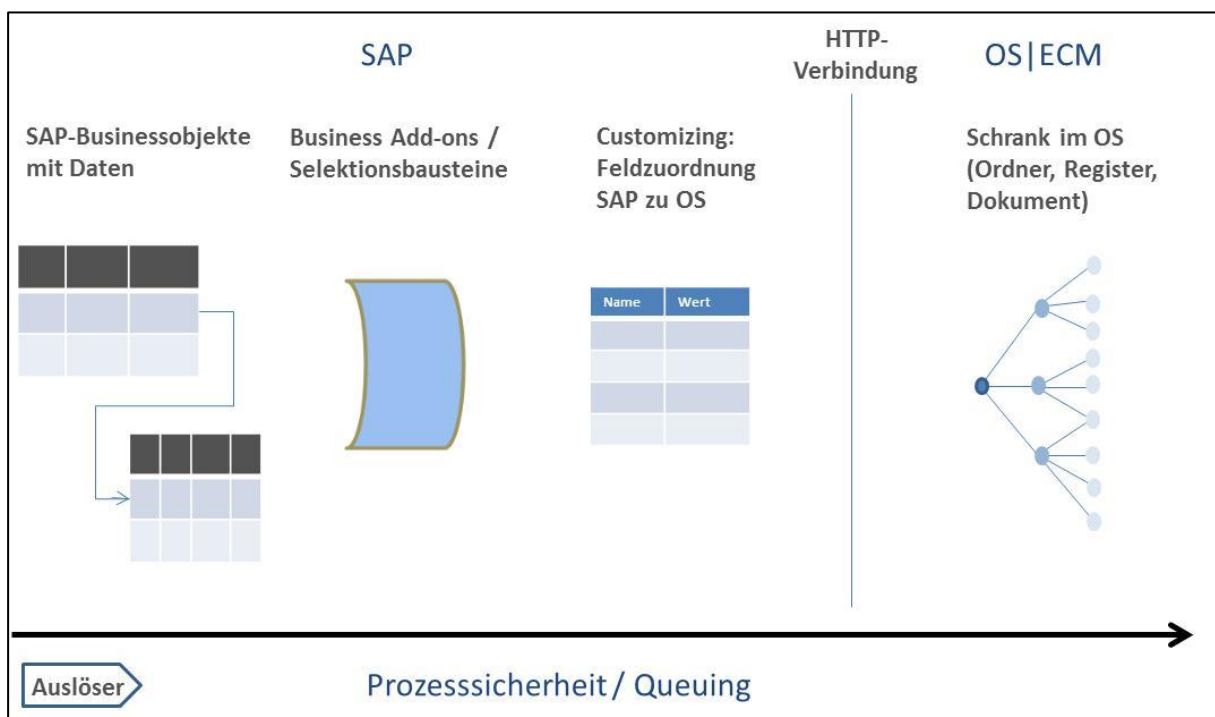 SAP
HTTP-
Verbindung
OS|ECM
SAP-Businessobjekte
mit Daten
Business Add-ons /
Selektionsbausteine
Customizing:
Feldzuordnung
SAP zu OS
Schrank im OS
(Ordner, Register,
Dokument)
Name
Wert
Auslöser
Prozesssicherheit / Queuing